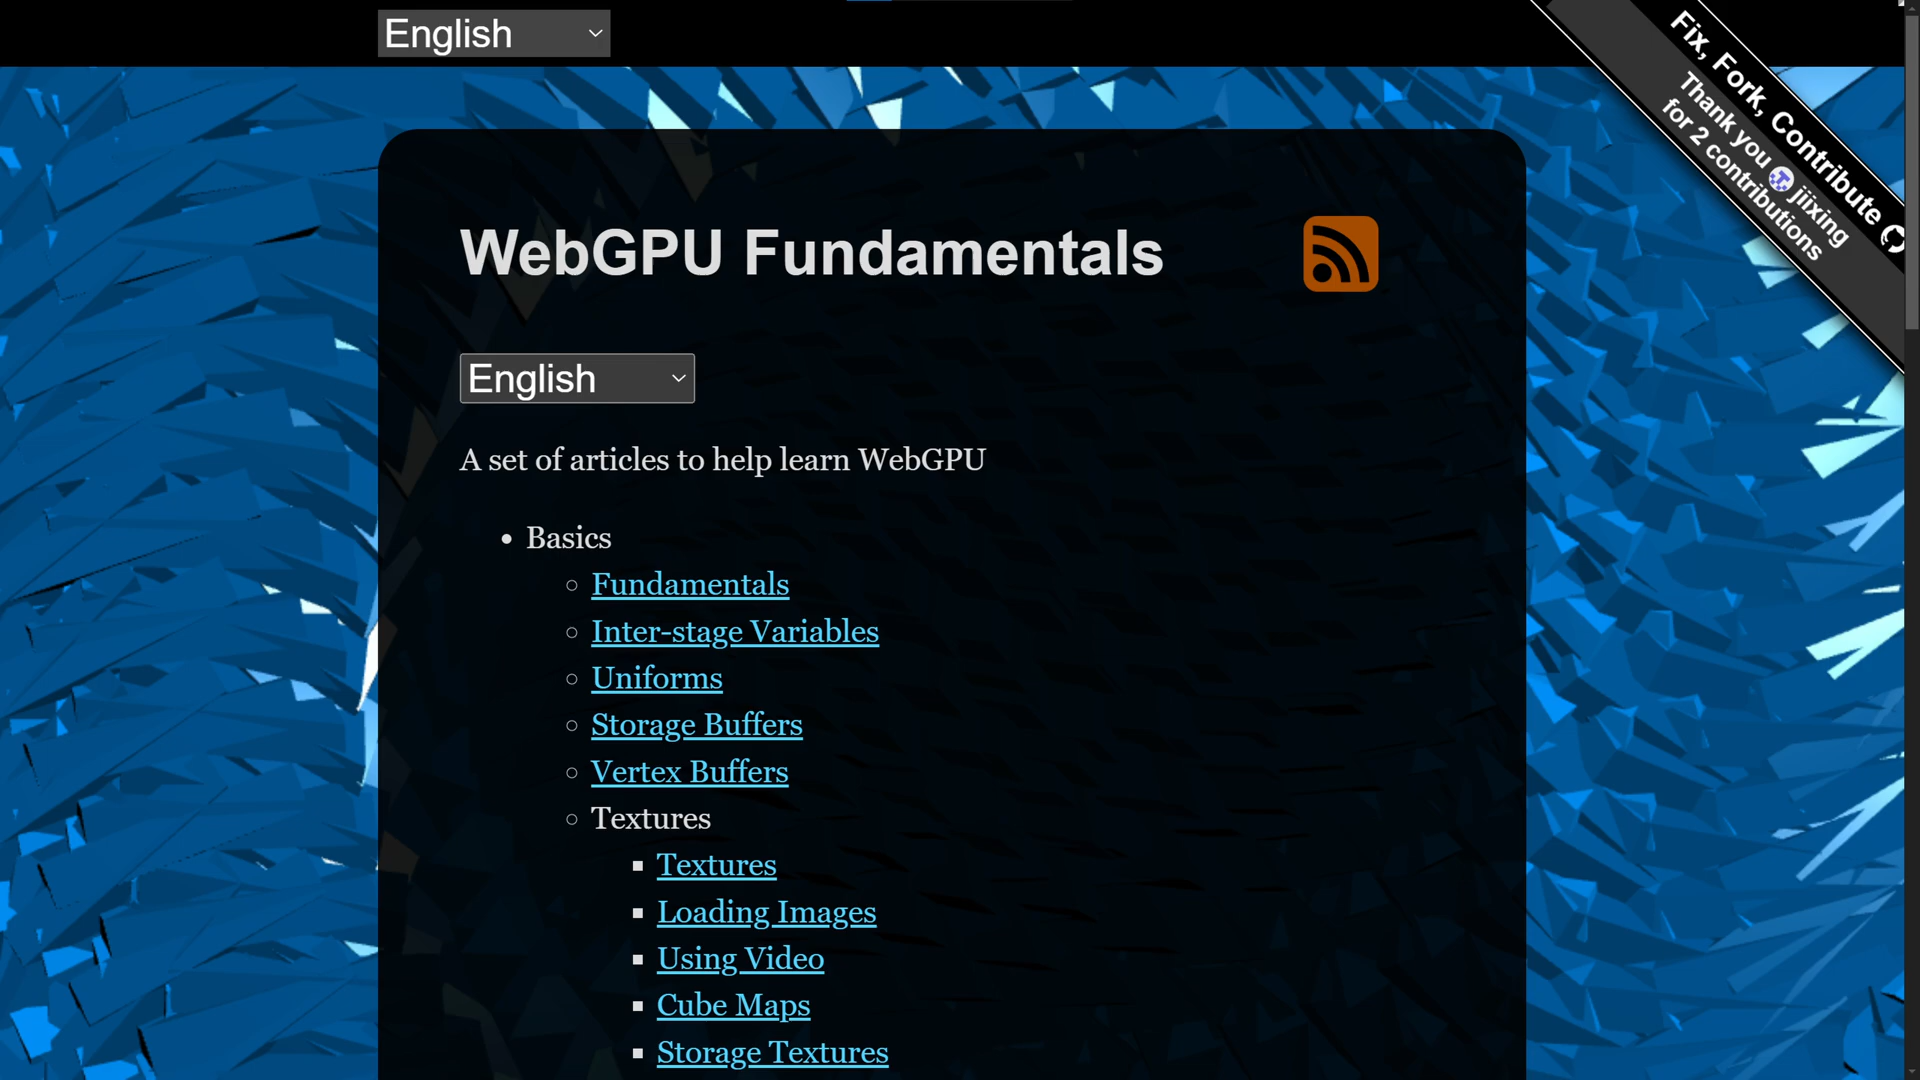 English
Fix, Fork, Contribute
Thank you jiixing
for 2 contributions
WebGPU Fundamentals
English
A set of articles to help learn WebGPU
Basics
Fundamentals
Inter-stage Variables
Uniforms
Storage Buffers
Vertex Buffers
Textures
Textures
Loading Images
Using Video
Cube Maps
Storage Textures